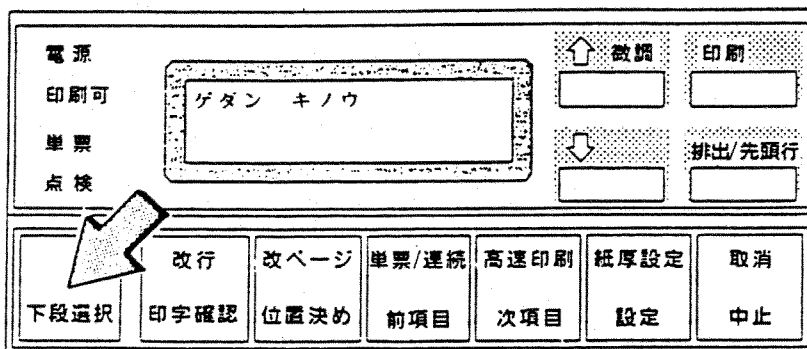 電源
印刷可
単票
点検
ゲダン キノウ
微調
印刷
排出/先頭行
下段選択
改行
印字確認
改ページ
位置決め
単票/連続
前項目
高速印刷
次項目
紙厚設定
設定
取消
中止